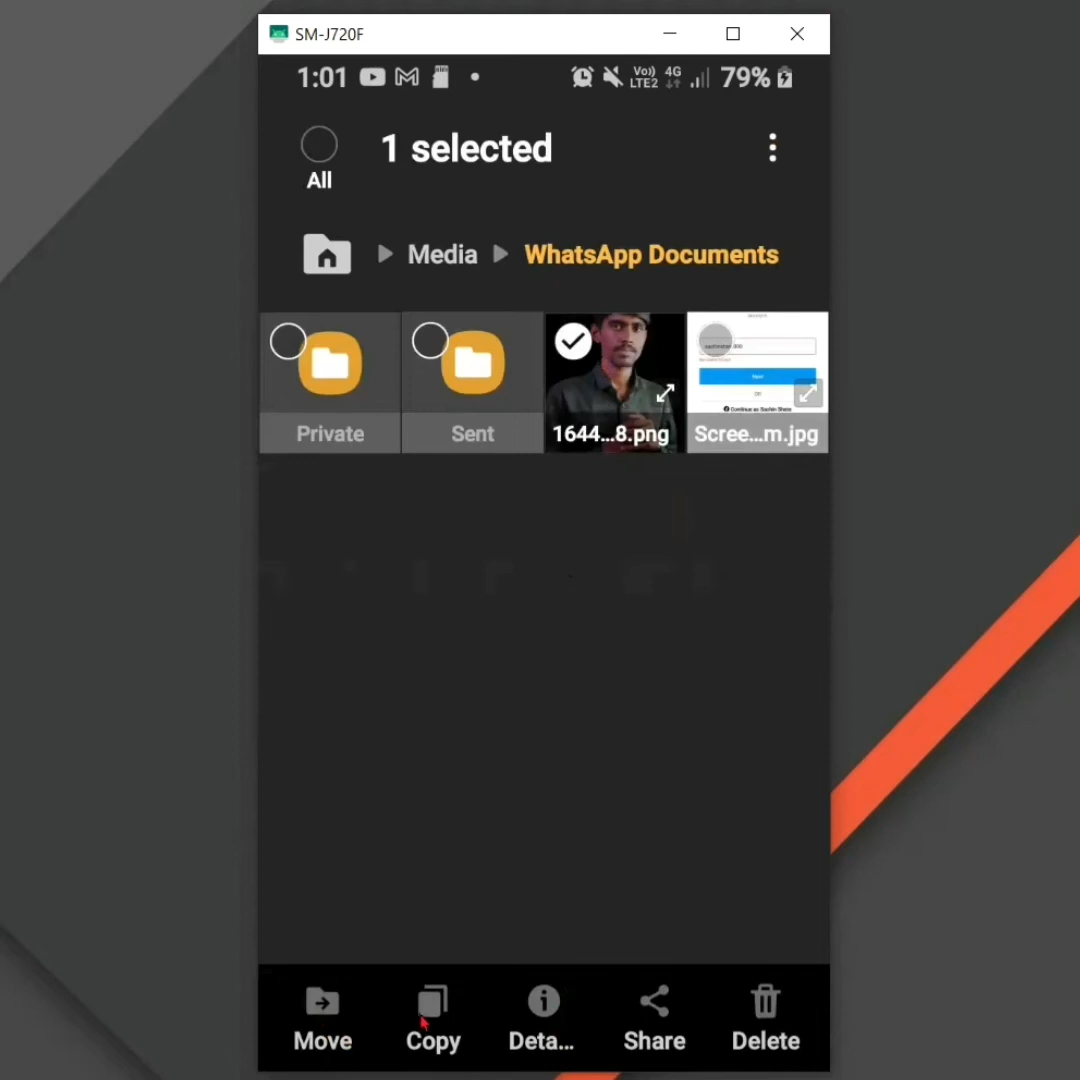 SM-J720F
1:01 Vo)) LTE2 4G 79%
1 selected
All
Media WhatsApp Documents
Private Sent 1644...8.png Scree...m.jpg
Move Copy Deta... Share Delete